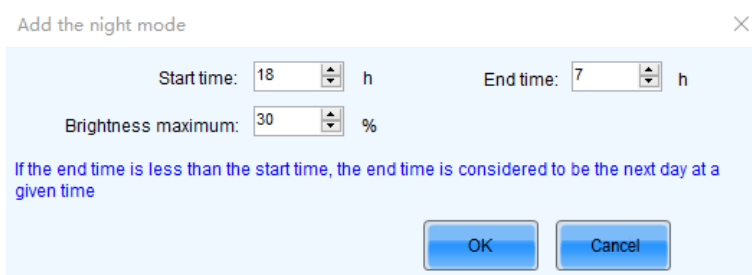 Add the night mode
Start time: 18 h End time: 7 h
Brightness maximum: 30 %
If the end time is less than the start time, the end time is considered to be the next day at a
given time
OK Cancel